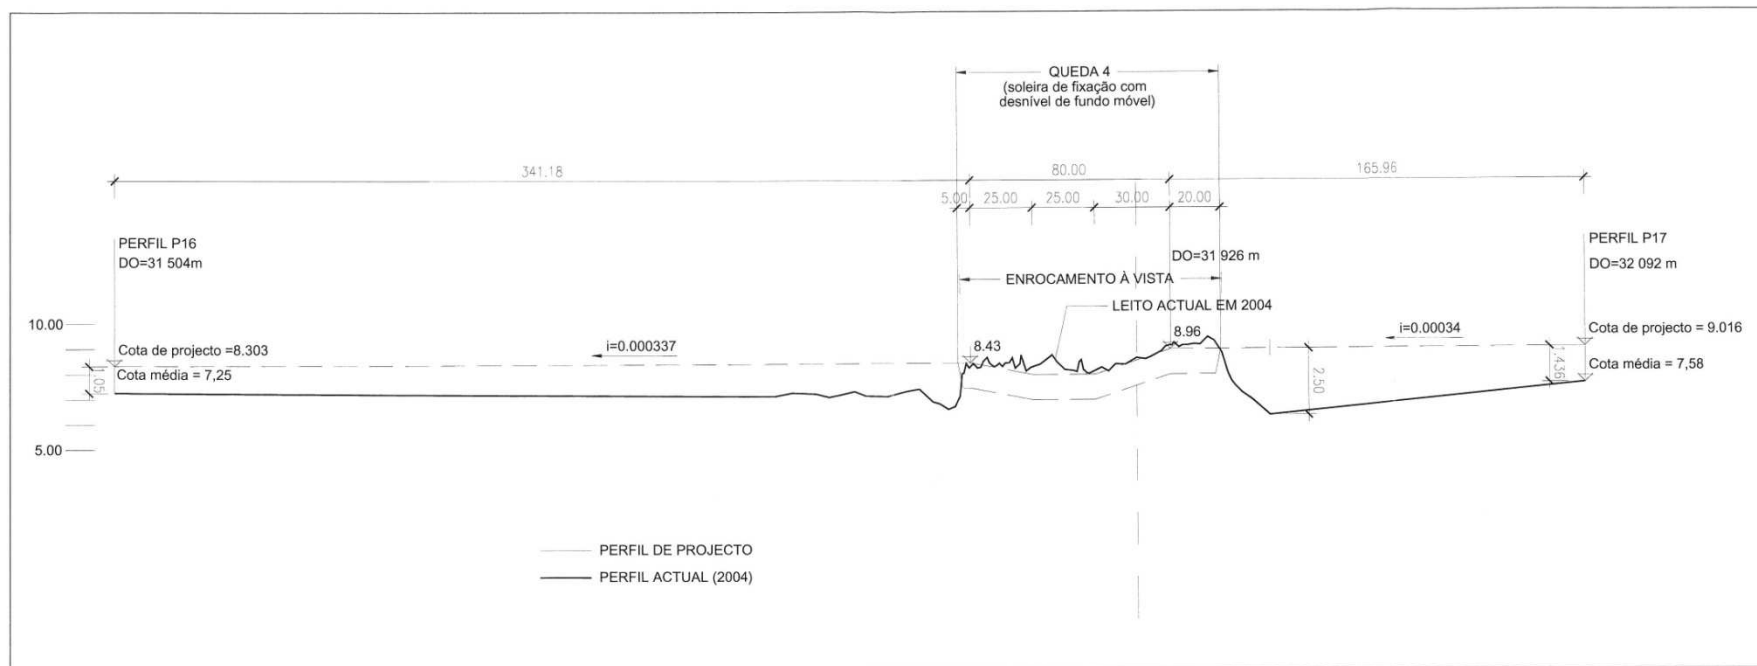 QUEDA 4
(soleira de fixação com
desnível de fundo móvel)
341.18
80.00
165.96
5.00
25.00
25.00
30.00
20.00
PERFIL P16
DO=31 504m
DO=31 926 m
PERFIL P17
DO=32 092 m
ENROCAMENTO À VISTA
LEITO ACTUAL EM 2004
10.00
i=0.000337
8.43
8.96
i=0.00034
Cota de projecto = 9.016
Cota de projecto =8.303
Cota média = 7,25
1.05
2.50
1.436
Cota média = 7,58
5.00
PERFIL DE PROJECTO
PERFIL ACTUAL (2004)